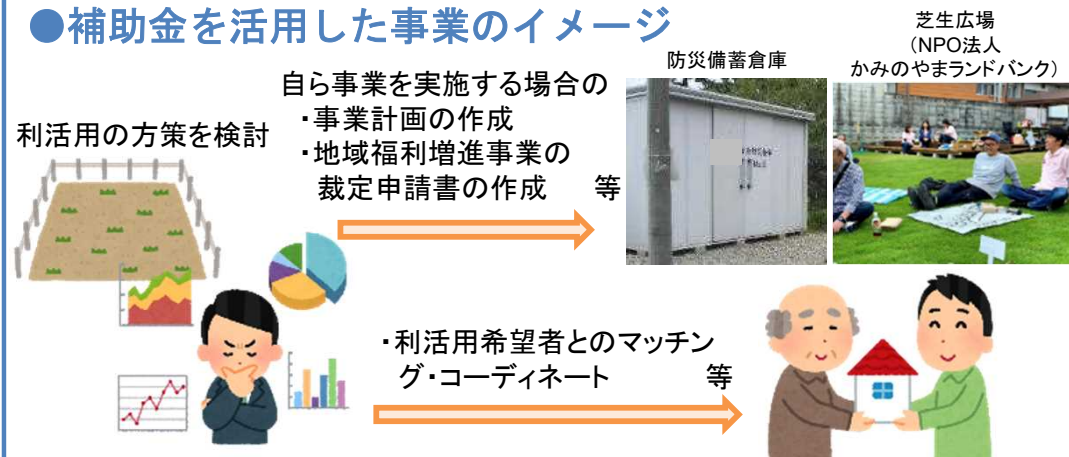 ●補助金を活用した事業のイメージ
利活用の方策を検討
自ら事業を実施する場合の
・事業計画の作成
・地域福利増進事業の
裁定申請書の作成　　等
防災備蓄倉庫
芝生広場
（NPO法人
かみのやまランドバンク）
・利活用希望者とのマッチン
グ・コーディネート　　　　等